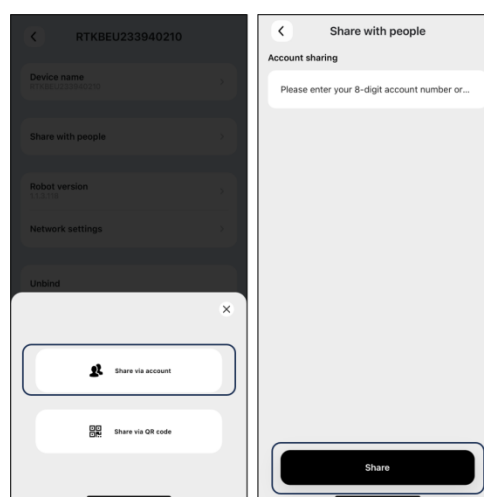 RTKBEU233940210
Device name
RTKBEU233940210
Share with people
Robot version
Network settings
Unbind
Share via account
Share via QR code
Share with people
Account sharing
Please enter your 8-digit account number or...
Share